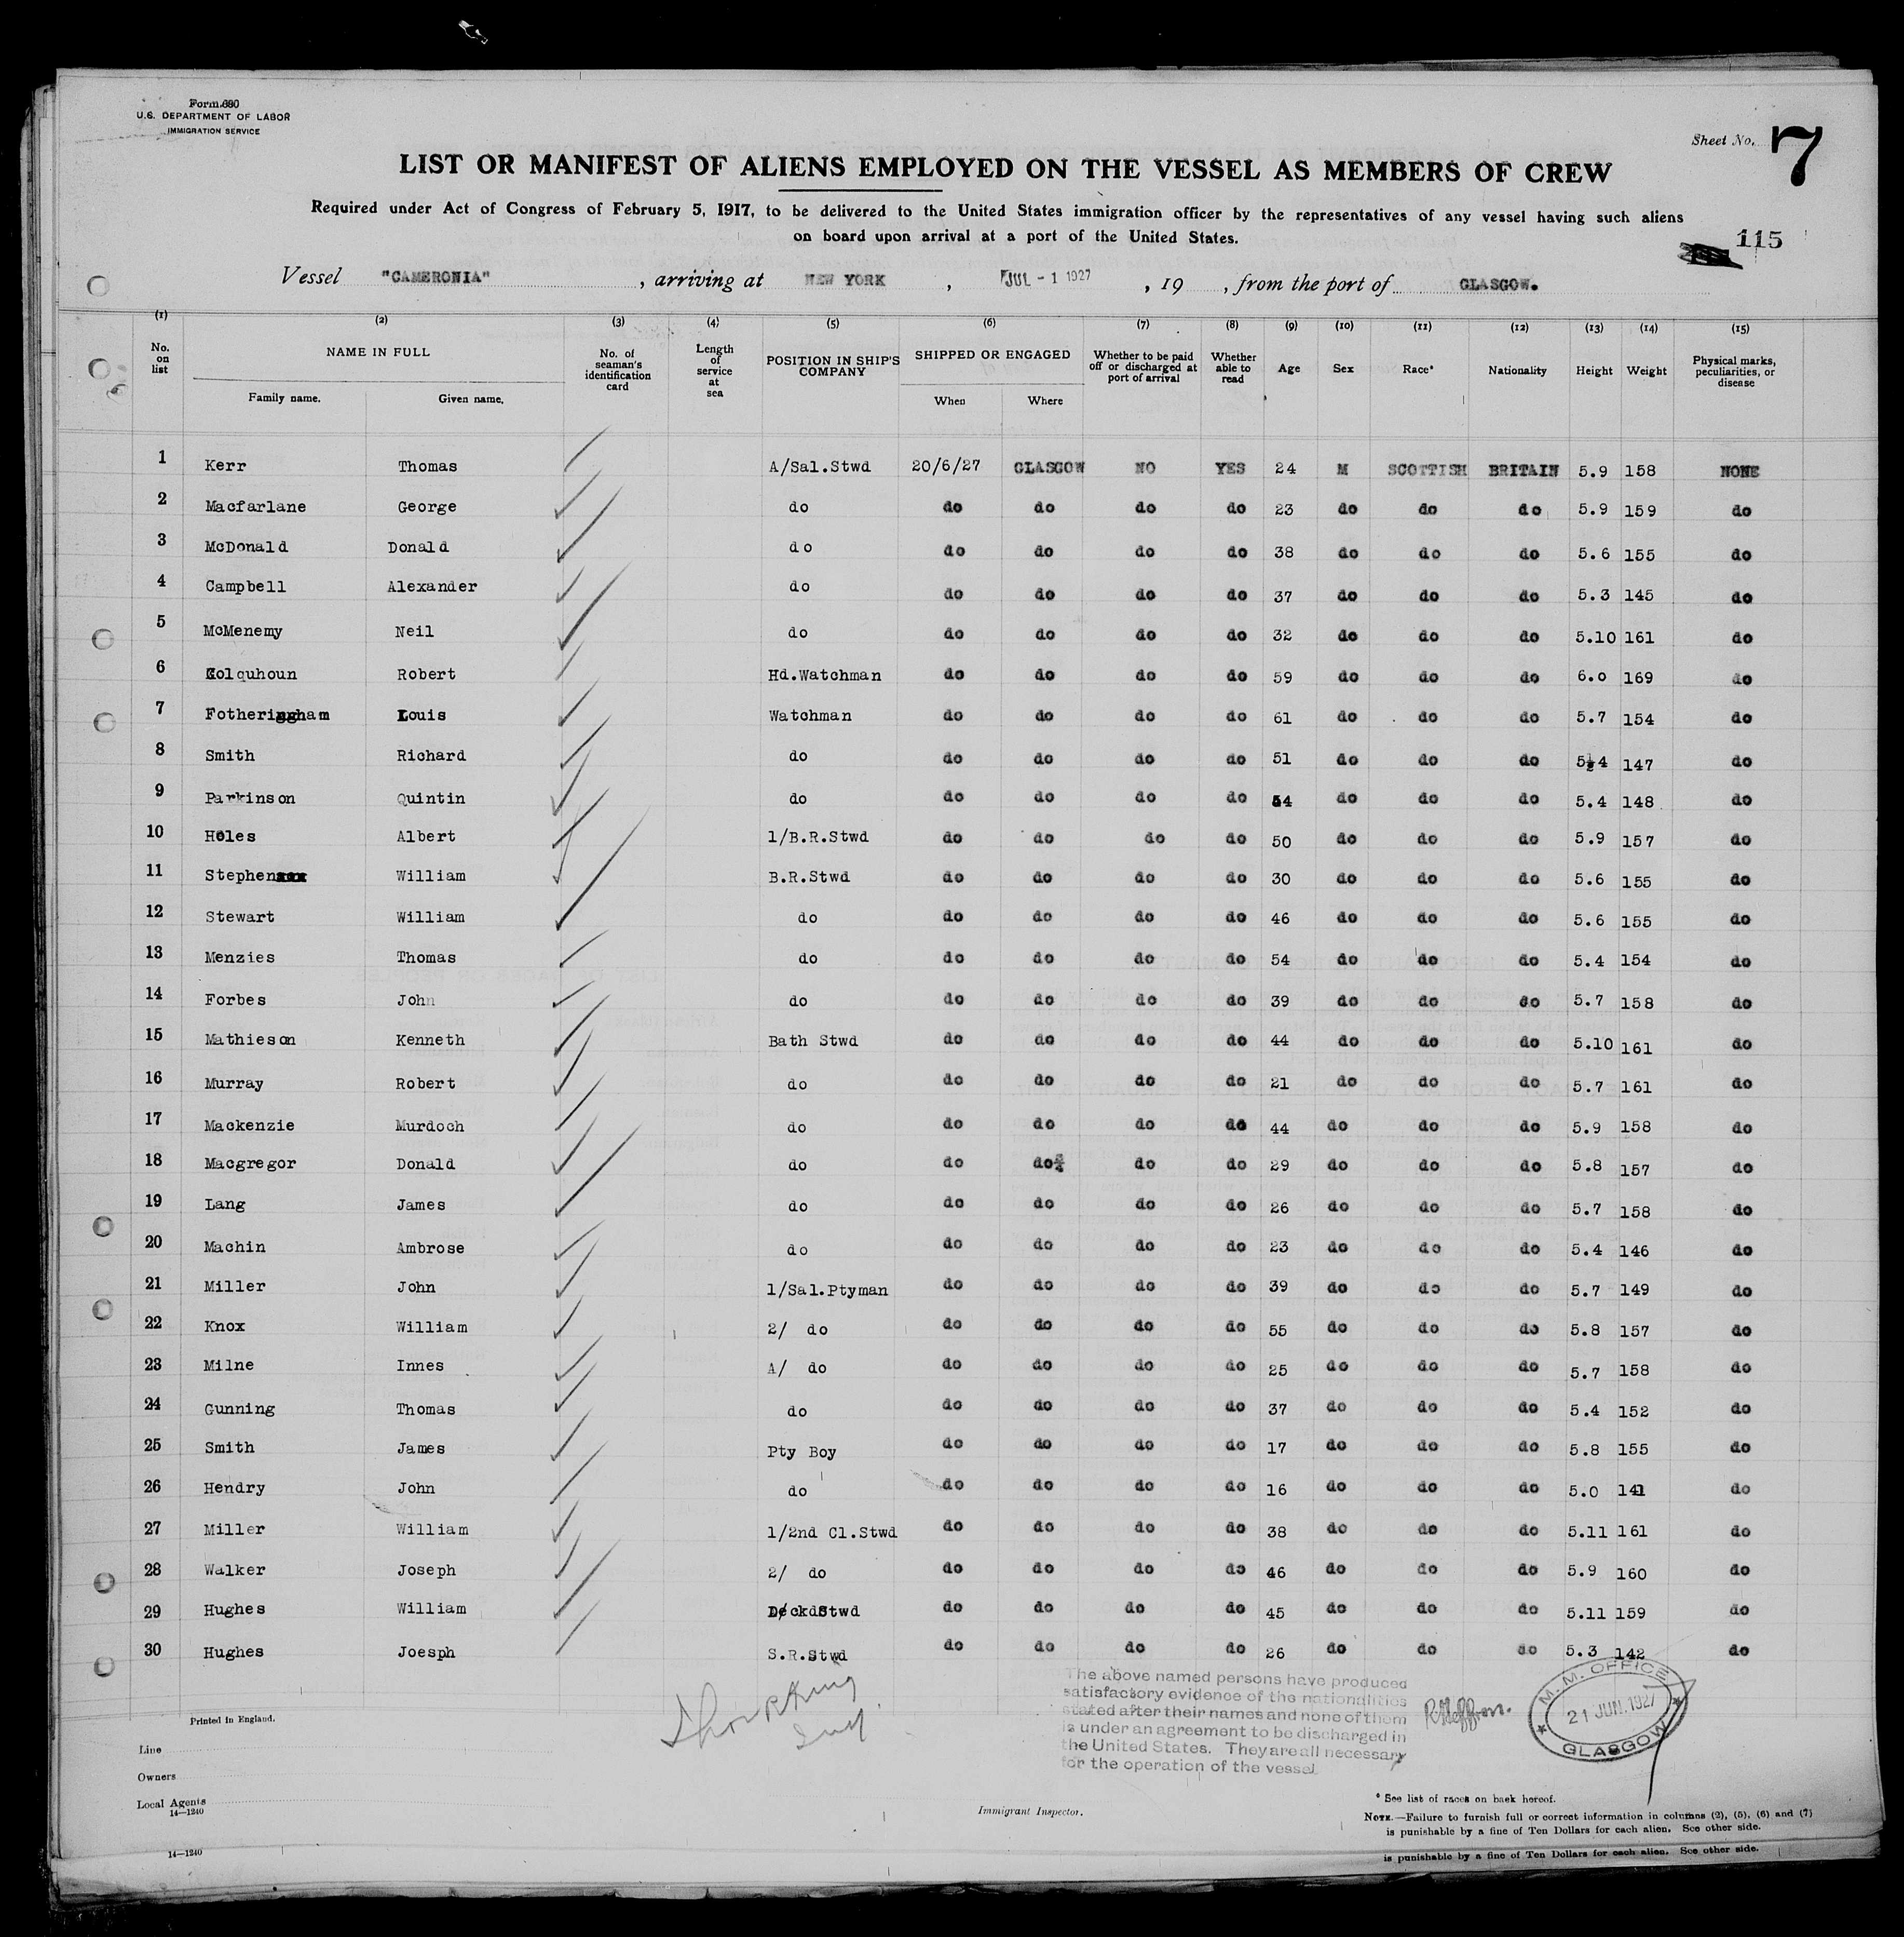 Form 680
U.S. DEPARTMENT OF LABOR
IMMIGRATION SERVICE
Sheet No. 7
LIST OR MANIFEST OF ALIENS EMPLOYED ON THE VESSEL AS MEMBERS OF CREW
Required under Act of Congress of February 5, 1917, to be delivered to the United States immigration officer by the representatives of any vessel having such aliens
on board upon arrival at a port of the United States.
115
Vessel "CAMERONIA", arriving at NEW YORK, JUL - 1 1927, 19 , from the port of GLASGOW.
(1) (2) (3) (4) (5) (6) (7) (8) (9) (10) (11) (12) (13) (14) (15)
No. on list NAME IN FULL Family name. Given name. No. of seaman's identification card Length of service at sea POSITION IN SHIP'S COMPANY SHIPPED OR ENGAGED When Where Whether to be paid off or discharged at port of arrival Whether able to read Age Sex Race* Nationality Height Weight Physical marks, peculiarities, or disease
1 Kerr Thomas A/Sal.Stwd 20/6/27 GLASGOW NO YES 24 M SCOTTISH BRITAIN 5.9 158 NONE
2 Macfarlane George do do do do do 23 do do do 5.9 159 do
3 McDonald Donald do do do do do 38 do do do 5.6 155 do
4 Campbell Alexander do do do do do 37 do do do 5.3 145 do
5 McMenemy Neil do do do do do 32 do do do 5.10 161 do
6 Colquhoun Robert Hd.Watchman do do do do 59 do do do 6.0 169 do
7 Fotheringham Louis Watchman do do do do 61 do do do 5.7 154 do
8 Smith Richard do do do do do 51 do do do 5.4 147 do
9 Parkinson Quintin do do do do do 54 do do do 5.4 148 do
10 Holes Albert 1/B.R.Stwd do do do do 50 do do do 5.9 157 do
11 Stephen William B.R.Stwd do do do do 30 do do do 5.6 155 do
12 Stewart William do do do do do 46 do do do 5.6 155 do
13 Menzies Thomas do do do do do 54 do do do 5.4 154 do
14 Forbes John do do do do do 39 do do do 5.7 158 do
15 Mathieson Kenneth Bath Stwd do do do do 44 do do do 5.10 161 do
16 Murray Robert do do do do do 21 do do do 5.7 161 do
17 Mackenzie Murdoch do do do do do 44 do do do 5.9 158 do
18 Macgregor Donald do do do do do 29 do do do 5.8 157 do
19 Lang James do do do do do 26 do do do 5.7 158 do
20 Machin Ambrose do do do do do 23 do do do 5.4 146 do
21 Miller John 1/Sal.Ptyman do do do do 39 do do do 5.7 149 do
22 Knox William 2/ do do do do do 55 do do do 5.8 157 do
23 Milne Innes A/ do do do do do 25 do do do 5.7 158 do
24 Gunning Thomas do do do do do 37 do do do 5.4 152 do
25 Smith James Pty Boy do do do do 17 do do do 5.8 155 do
26 Hendry John do do do do do 16 do do do 5.0 141 do
27 Miller William 1/2nd Cl.Stwd do do do do 38 do do do 5.11 161 do
28 Walker Joseph 2/ do do do do do 46 do do do 5.9 160 do
29 Hughes William Deck Stwd do do do do 45 do do do 5.11 159 do
30 Hughes Joesph S.R.Stwd do do do do 26 do do do 5.3 142 do
The above named persons have produced
satisfactory evidence of the nationalities
stated after their names and none of them
is under an agreement to be discharged in
the United States. They are all necessary
for the operation of the vessel
M.M. OFFICE
21 JUN. 1927
GLASGOW
Printed in England.
Line
Owners
Local Agents
14—1240
Immigrant Inspector.
* See list of races on back hereof.
NOTE.—Failure to furnish full or correct information in columns (2), (5), (6) and (7)
is punishable by a fine of Ten Dollars for each alien. See other side.
14—1240
is punishable by a fine of Ten Dollars for each alien. See other side.